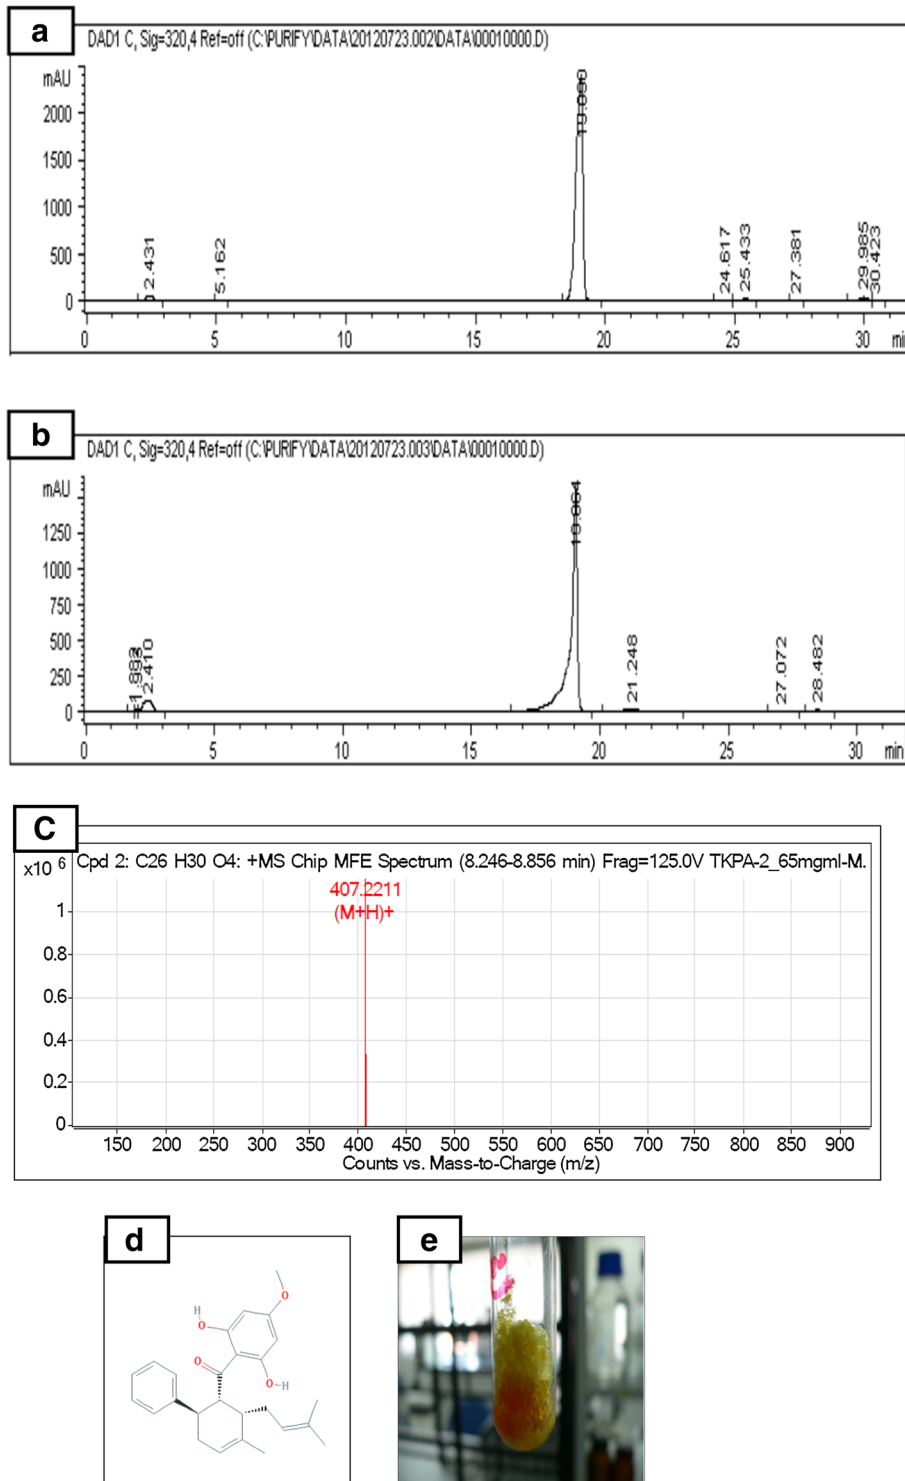 a
DAD1 C, Sig=320,4 Ref=off (C:\PURIFY\DATA\20120723.002\DATA\00010000.D)
mAU
2000
1500
1000
500
0
2.431
5.162
24.617
25.433
27.381
29.985
30.423
0 5 10 15 20 25 30 min
b
DAD1 C, Sig=320,4 Ref=off (C:\PURIFY\DATA\20120723.003\DATA\00010000.D)
mAU
1250
1000
750
500
250
0
2.410
21.248
27.072
28.482
0 5 10 15 20 25 30 min
C
x10 6
Cpd 2: C26 H30 O4: +MS Chip MFE Spectrum (8.246-8.856 min) Frag=125.0V TKPA-2_65mgml-M.
407.2211
(M+H)+
1
0.8
0.6
0.4
0.2
0
150 200 250 300 350 400 450 500 550 600 650 700 750 800 850 900
Counts vs. Mass-to-Charge (m/z)
d
O
H
O
O
O-H
e